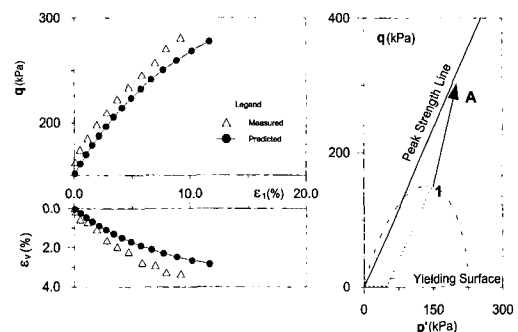 300
q(kPa)
200
Legend
Measured
Predicted
0.0
10.0
ε₁(%)
20.0
0.0
εv(%)
2.0
4.0
400
q(kPa)
Peak Strength Line
A
200
1
Yielding Surface
0
0
150
300
p'(kPa)